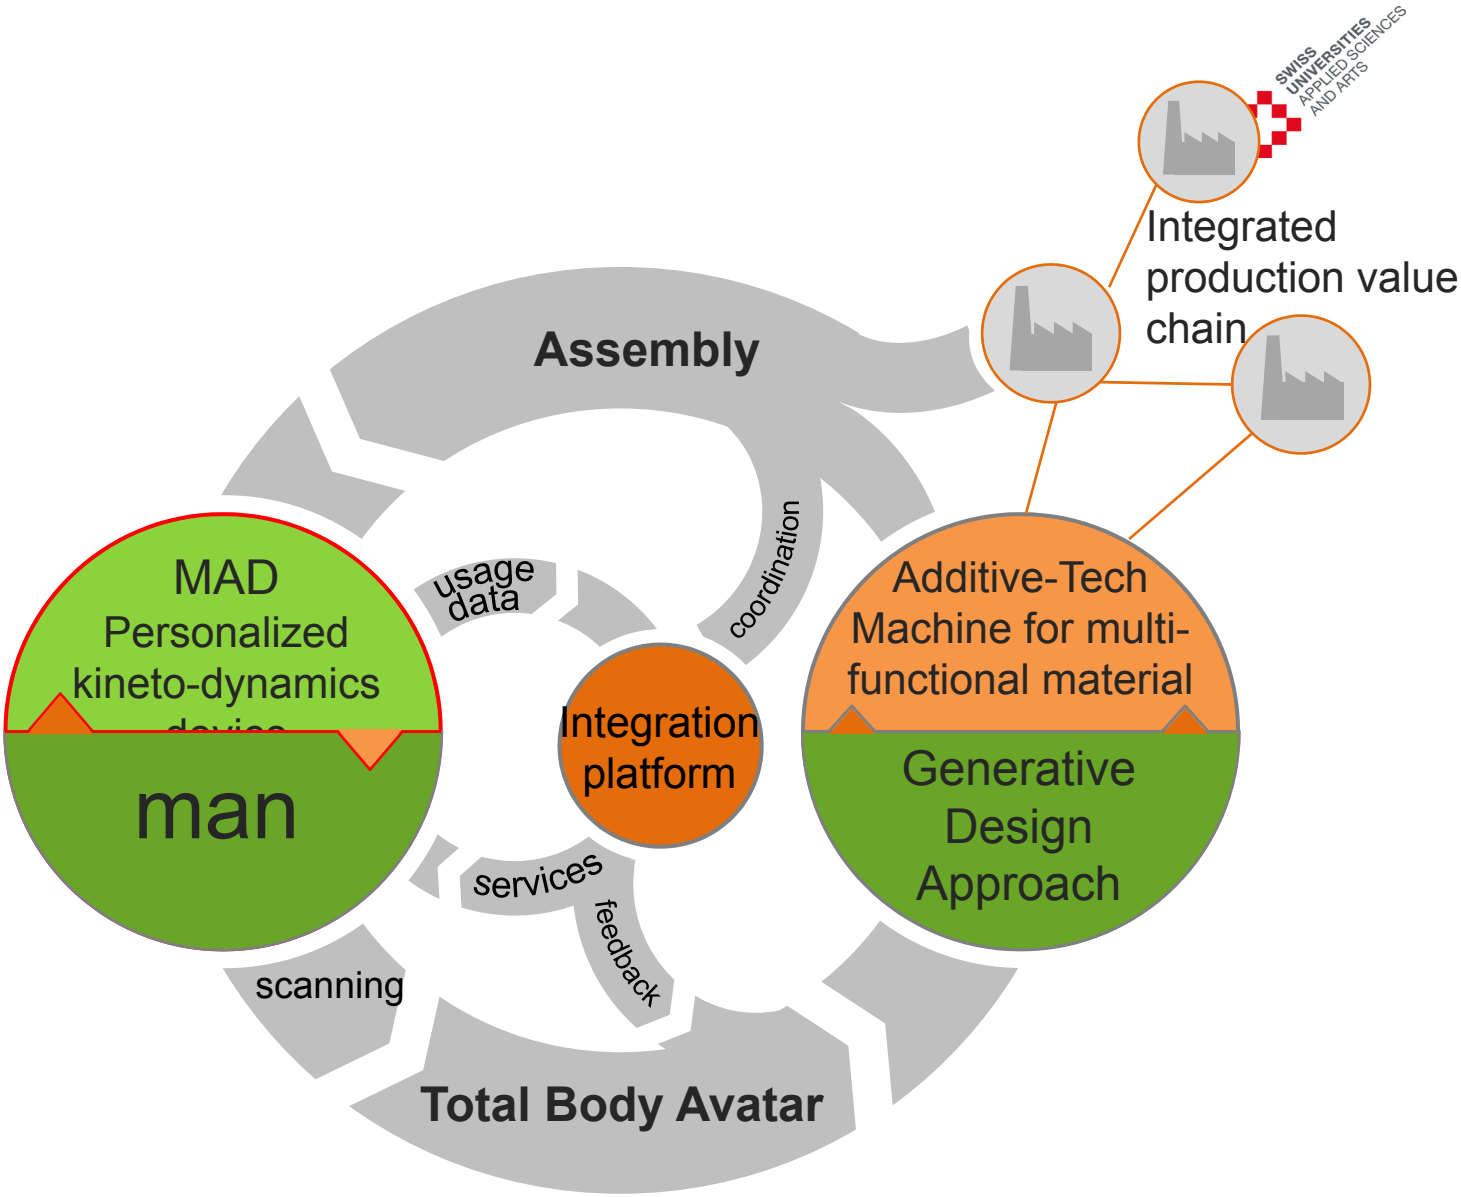 SWISS
UNIVERSITIES
APPLIED SCIENCES
AND ARTS
Integrated
production value
chain
Assembly
coordination
usage
data
MAD
Personalized
kineto-dynamics
device
man
Integration
platform
Additive-Tech
Machine for multi-
functional material
Generative
Design
Approach
services
feedback
scanning
Total Body Avatar